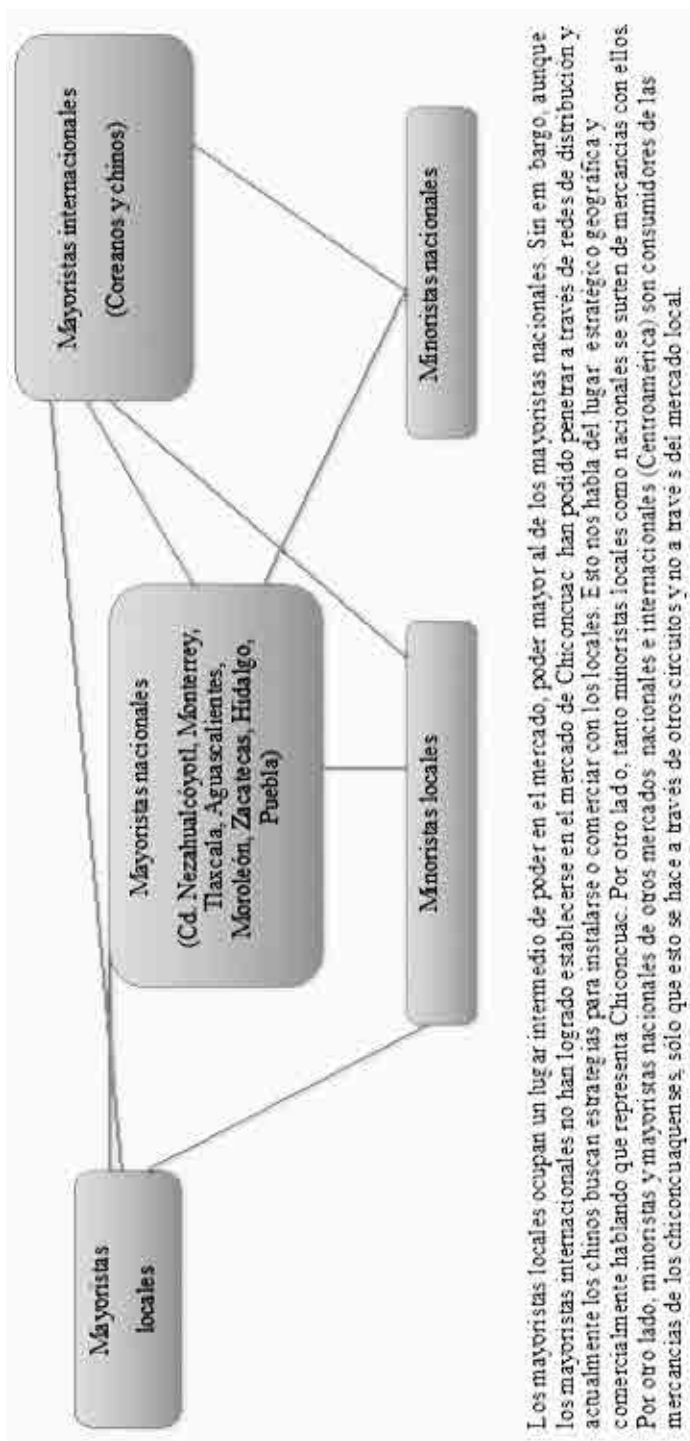 Mayoristas
locales
Mayoristas nacionales
(Cd. Nezahualcóyotl, Monterrey,
Tlaxcala, Aguascalientes,
Moroleón, Zacatecas, Hidalgo,
Puebla)
Mayoristas internacionales
(Coreanos y chinos)
Minoristas locales
Minoristas nacionales
Los mayoristas locales ocupan un lugar intermedio de poder en el mercado, poder mayor al de los mayoristas nacionales. Sin em bargo, aunque
los mayoristas internacionales no han logrado establecerse en el mercado de Chiconcuac han podido penetrar a través de redes de distribución y
actualmente los chinos buscan estrategias para instalarse o comerciar con los locales. Esto nos habla del lugar estratégico geográfica y
comercialmente hablando que representa Chiconcuac. Por otro lado, tanto minoristas locales como nacionales se surten de mercancías con ellos.
Por otro lado, minoristas y mayoristas nacionales de otros mercados nacionales e internacionales (Centroamérica) son consumidores de las
mercancias de los chiconcuaquenses, sólo que esto se hace a través de otros circuitos y no a través del mercado local.